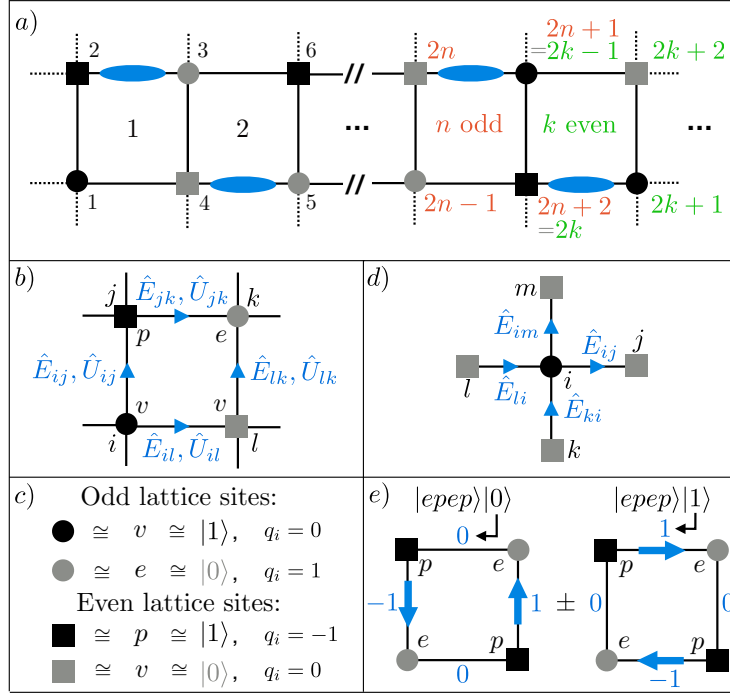 a)
2 3 6 2n 2n + 1
=2k − 1 2k + 2
1 2 ... n odd k even ...
1 4 5 2n − 1 2n + 2
=2k 2k + 1
b)
j Ê_jk, Û_jk k
p e
Ê_ij, Û_ij Ê_lk, Û_lk
v v
i Ê_il, Û_il l
d)
m
Ê_im Ê_ij j
l Ê_li i
Ê_ki
k
c) Odd lattice sites:
≅ v ≅ |1⟩, q_i = 0
≅ e ≅ |0⟩, q_i = 1
Even lattice sites:
≅ p ≅ |1⟩, q_i = −1
≅ v ≅ |0⟩, q_i = 0
e) |epep⟩|0⟩ |epep⟩|1⟩
0 1
p e p e
−1 1 ± 0 0
e p e p
0 −1